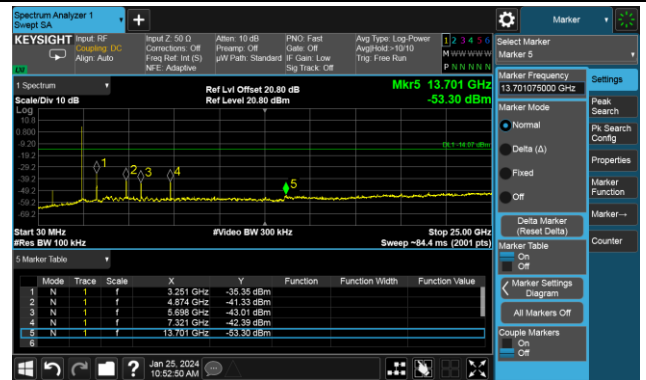 Spectrum Analyzer 1
Swept SA
+
Marker
KEYSIGHT
Input: RF
Coupling: DC
Align: Auto
Input Z: 50 Ω
Corrections: Off
Freq Ref: Int (S)
NFE: Adaptive
Atten: 10 dB
Preamp: Off
µW Path: Standard
PNO: Fast
Gate: Off
IF Gain: Low
Sig Track: Off
Avg Type: Log-Power
Avg|Hold:>10/10
Trig: Free Run
1 2 3 4 5 6
M W W W W W
P N N N N N
Select Marker
Marker 5
1 Spectrum
Scale/Div 10 dB
Log
Ref Lvl Offset 20.80 dB
Ref Level 20.80 dBm
Mkr5 13.701 GHz
-53.30 dBm
10.8
0.800
-9.20
-19.2
-29.2
-39.2
-49.2
-59.2
-69.2
DL1 -14.07 dBm
1
2
3
4
5
Start 30 MHz
#Res BW 100 kHz
#Video BW 300 kHz
Stop 25.00 GHz
Sweep ~84.4 ms (2001 pts)
5 Marker Table
Mode Trace Scale X Y Function Function Width Function Value
1 N 1 f 3.251 GHz -35.35 dBm
2 N 1 f 4.874 GHz -41.33 dBm
3 N 1 f 5.698 GHz -43.01 dBm
4 N 1 f 7.321 GHz -42.39 dBm
5 N 1 f 13.701 GHz -53.30 dBm
6
Marker Frequency
13.701075000 GHz
Marker Mode
Normal
Delta (Δ)
Fixed
Off
Delta Marker
(Reset Delta)
Marker Table
On
Off
Marker Settings
Diagram
All Markers Off
Couple Markers
On
Off
Settings
Peak
Search
Pk Search
Config
Properties
Marker
Function
Marker→
Counter
?
Jan 25, 2024
10:52:50 AM